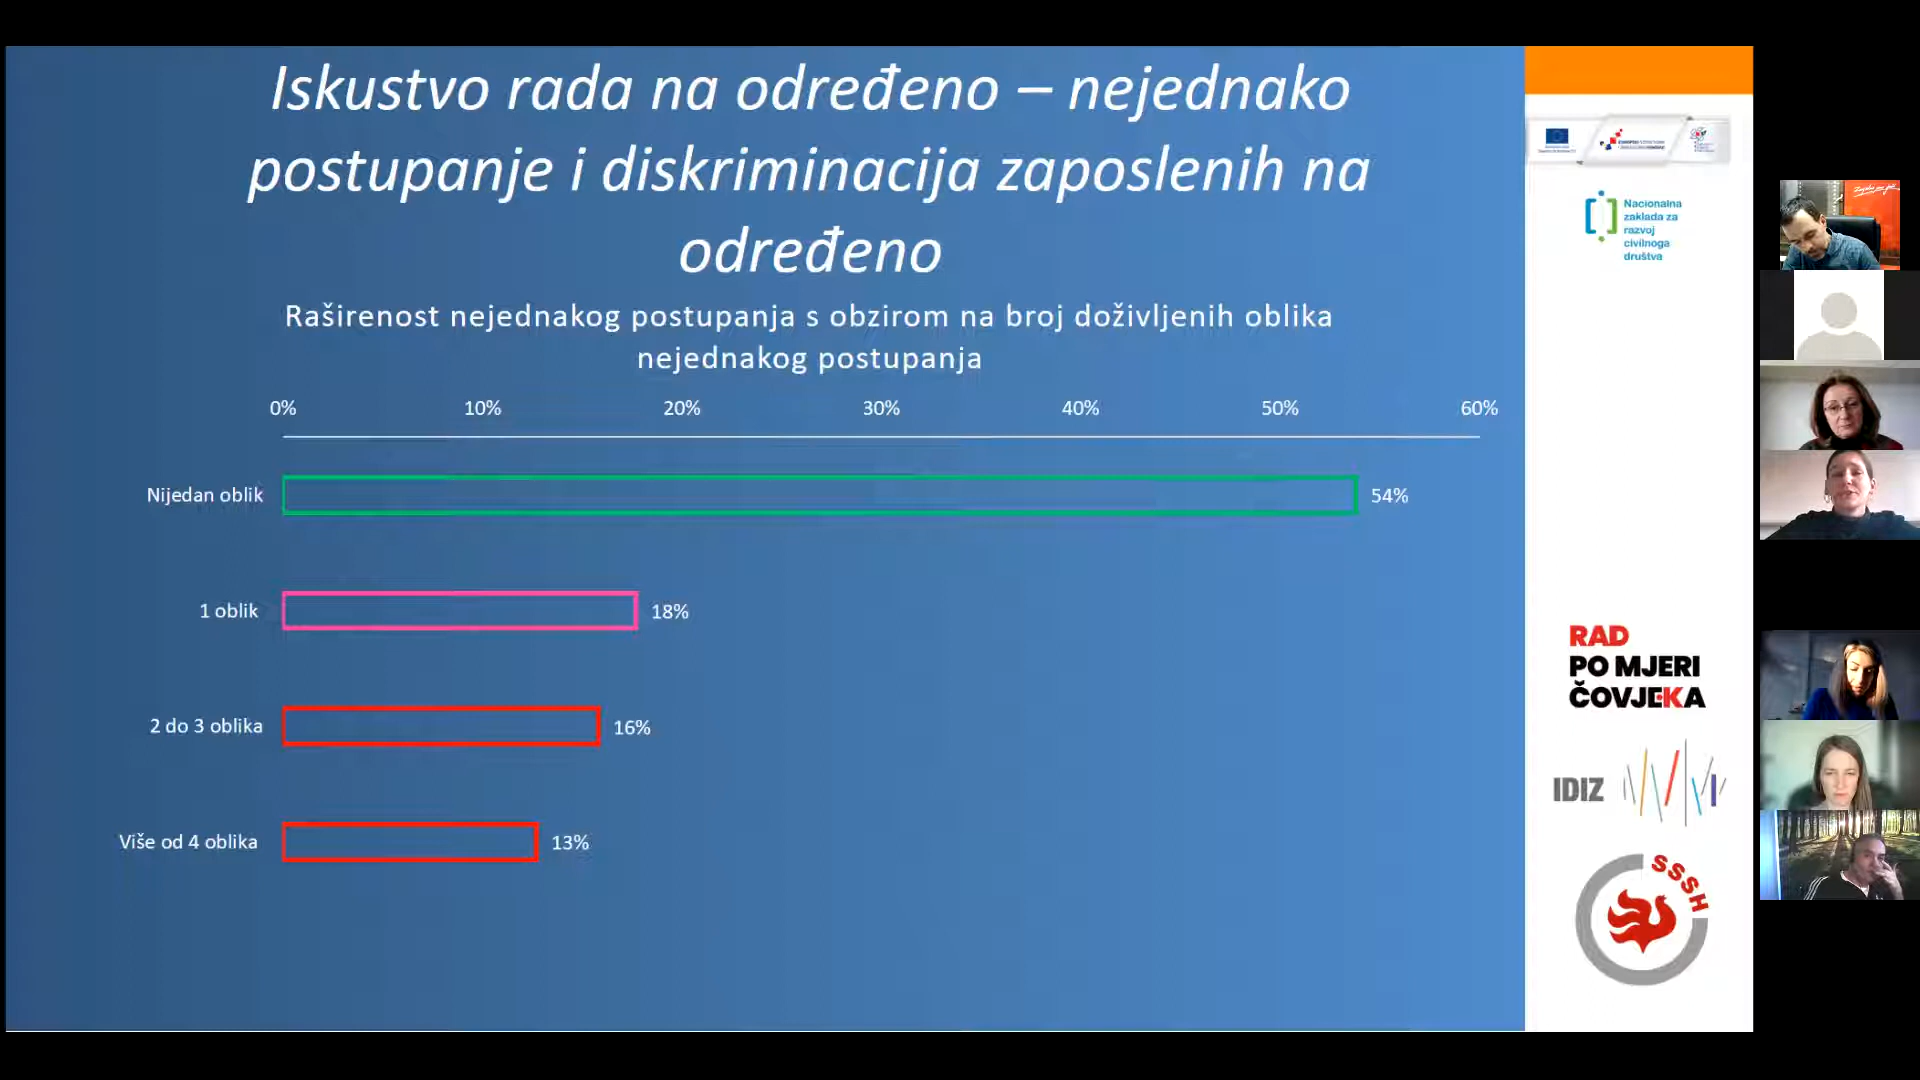 Iskustvo rada na određeno – nejednako
postupanje i diskriminacija zaposlenih na
određeno
Raširenost nejednakog postupanja s obzirom na broj doživljenih oblika
nejednakog postupanja
0% 10% 20% 30% 40% 50% 60%
Nijedan oblik 54%
1 oblik 18%
2 do 3 oblika 16%
Više od 4 oblika 13%
Nacionalna
zaklada za
razvoj
civilnoga
društva
RAD
PO MJERI
ČOVJEKA
IDIZ
SSSH